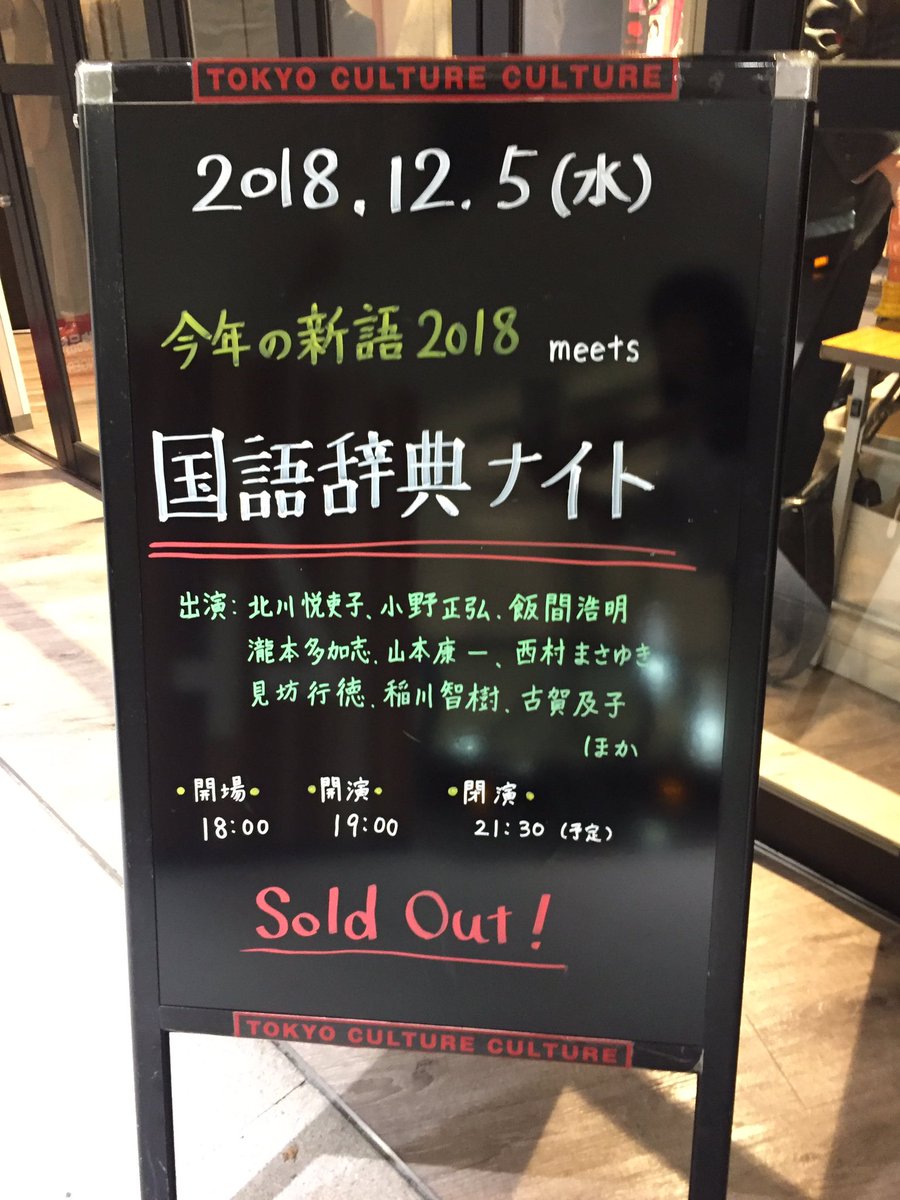 TOKYO CULTURE CULTURE
2018.12.5(水)
今年の新語2018 meets
国語辞典ナイト
出演:北川悦吏子、小野正弘、飯間浩明
瀧本多加志、山本康一、西村まさゆき
見坊行徳、稲川智樹、古賀及子
ほか
・開場・ ・開演・ ・閉演・
18:00 19:00 21:30(予定)
Sold Out!
TOKYO CULTURE CULTURE